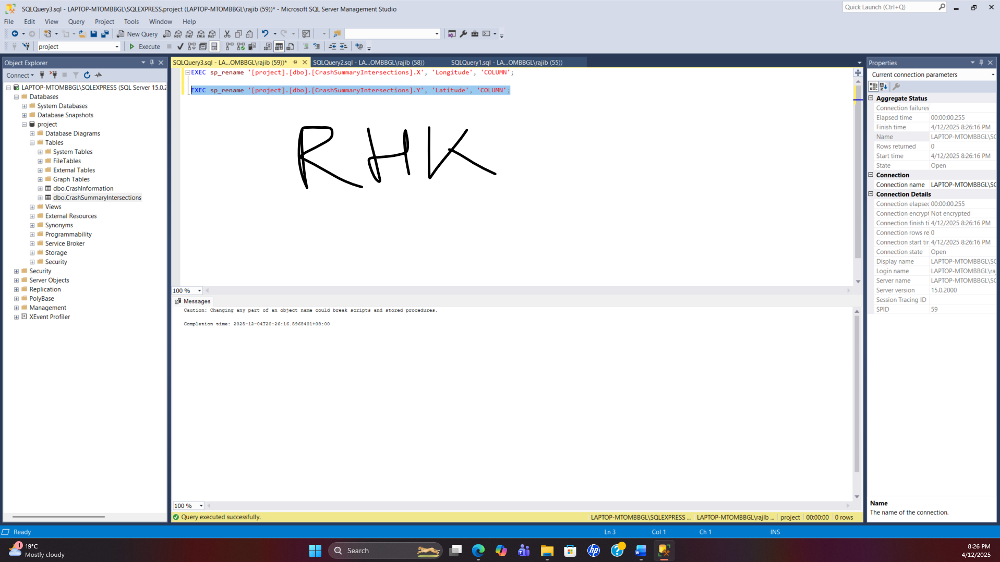 SQLQuery3.sql - LAPTOP-MTOMBBGL\SQLEXPRESS.project (LAPTOP-MTOMBBGL\rajib (59))* - Microsoft SQL Server Management Studio
Quick Launch (Ctrl+Q)
File Edit View Query Project Tools Window Help
New Query
project
Execute
Object Explorer
Connect
LAPTOP-MTOMBBGL\SQLEXPRESS (SQL Server 15.0.2
Databases
System Databases
Database Snapshots
project
Database Diagrams
Tables
System Tables
FileTables
External Tables
Graph Tables
dbo.CrashInformation
dbo.CrashSummaryIntersections
Views
External Resources
Synonyms
Programmability
Service Broker
Storage
Security
Security
Server Objects
Replication
PolyBase
Management
XEvent Profiler
SQLQuery3.sql - LA...OMBBGL\rajib (59))* SQLQuery2.sql - LA...OMBBGL\rajib (58)) SQLQuery1.sql - LA...OMBBGL\rajib (55))
EXEC sp_rename '[project].[dbo].[CrashSummaryIntersections].X', 'Longitude', 'COLUMN';
EXEC sp_rename '[project].[dbo].[CrashSummaryIntersections].Y', 'Latitude', 'COLUMN';
RHK
100 %
Messages
Caution: Changing any part of an object name could break scripts and stored procedures.
Completion time: 2025-12-04T20:26:16.5968401+08:00
100 %
Query executed successfully. LAPTOP-MTOMBBGL\SQLEXPRESS ... LAPTOP-MTOMBBGL\rajib ... project 00:00:00 0 rows
Properties
Current connection parameters
Aggregate Status
Connection failures
Elapsed time 00:00:00.255
Finish time 4/12/2025 8:26:16 PM
Name LAPTOP-MTOMBBGL\SC
Rows returned 0
Start time 4/12/2025 8:26:16 PM
State Open
Connection
Connection name LAPTOP-MTOMBBGL\SC
Connection Details
Connection elapse 00:00:00.255
Connection encrypt Not encrypted
Connection finish ti 4/12/2025 8:26:16 PM
Connection rows re 0
Connection start tir 4/12/2025 8:26:16 PM
Connection state Open
Display name LAPTOP-MTOMBBGL\SC
Login name LAPTOP-MTOMBBGL\ra
Server name LAPTOP-MTOMBBGL\SC
Server version 15.0.2000
Session Tracing ID
SPID 59
Name
The name of the connection.
Ready Ln 3 Col 1 Ch 1 INS
1
19°C
Mostly cloudy
Search
8:26 PM
4/12/2025